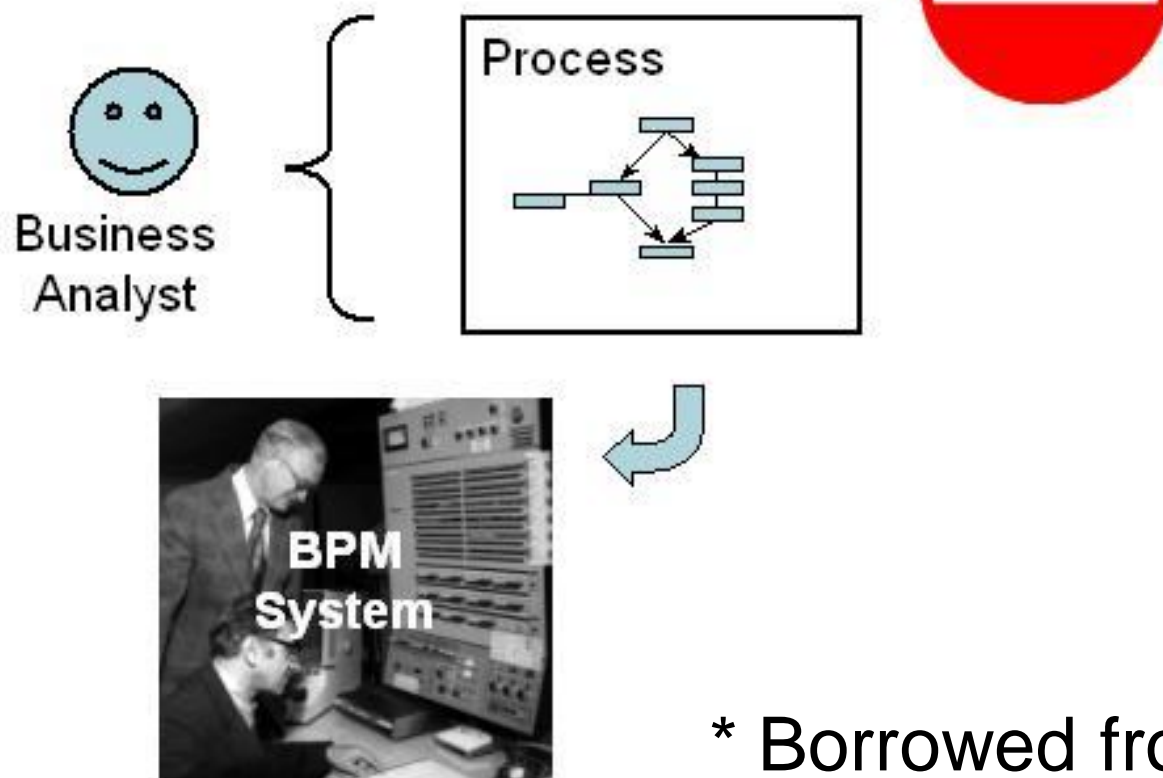 Process
Business
Analyst
BPM
System
* Borrowed fro